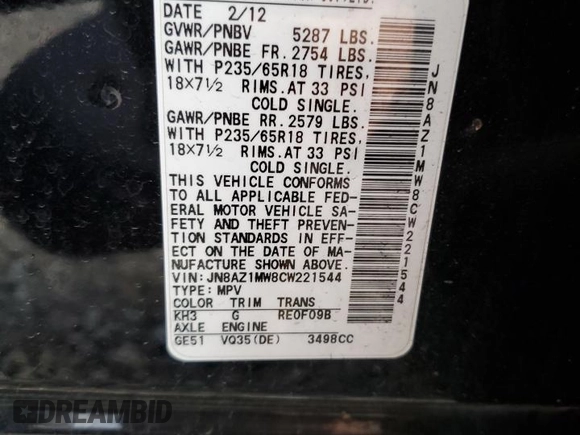 DATE 2/12
GVWR/PNBV 5287 LBS.
GAWR/PNBE FR. 2754 LBS.
WITH P235/65R18 TIRES,
18×7½ RIMS.AT 33 PSI
COLD SINGLE.
GAWR/PNBE RR. 2579 LBS.
WITH P235/65R18 TIRES,
18×7½ RIMS.AT 33 PSI
COLD SINGLE.
THIS VEHICLE CONFORMS
TO ALL APPLICABLE FED-
ERAL MOTOR VEHICLE SA-
FETY AND THEFT PREVEN-
TION STANDARDS IN EFF-
ECT ON THE DATE OF MA-
NUFACTURE SHOWN ABOVE.
VIN: JN8AZ1MW8CW221544
TYPE: MPV
COLOR TRIM TRANS
KH3 G RE0F09B
AXLE ENGINE
GE51 VQ35(DE) 3498CC
JN8AZ1MW8CW221544
DREAMBID